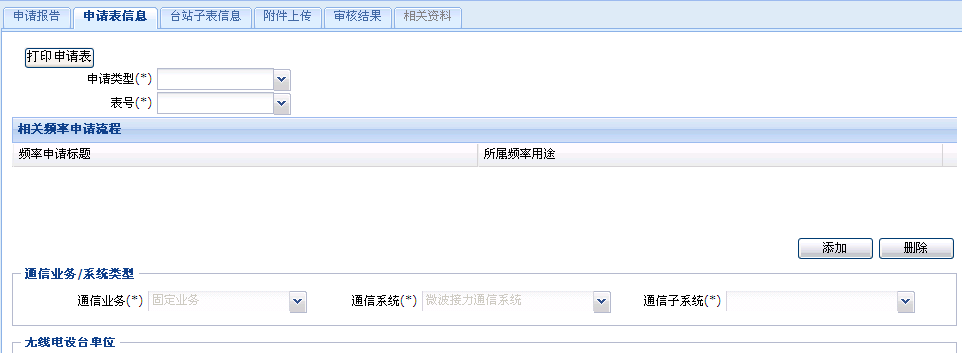 申请报告 申请表信息 台站子表信息 附件上传 审核结果 相关资料
打印申请表
申请类型(*)
表号(*)
相关频率申请流程
频率申请标题 所属频率用途
添加 删除
通信业务/系统类型
通信业务(*) 固定业务 通信系统(*) 微波接力通信系统 通信子系统(*)
无线电设台单位